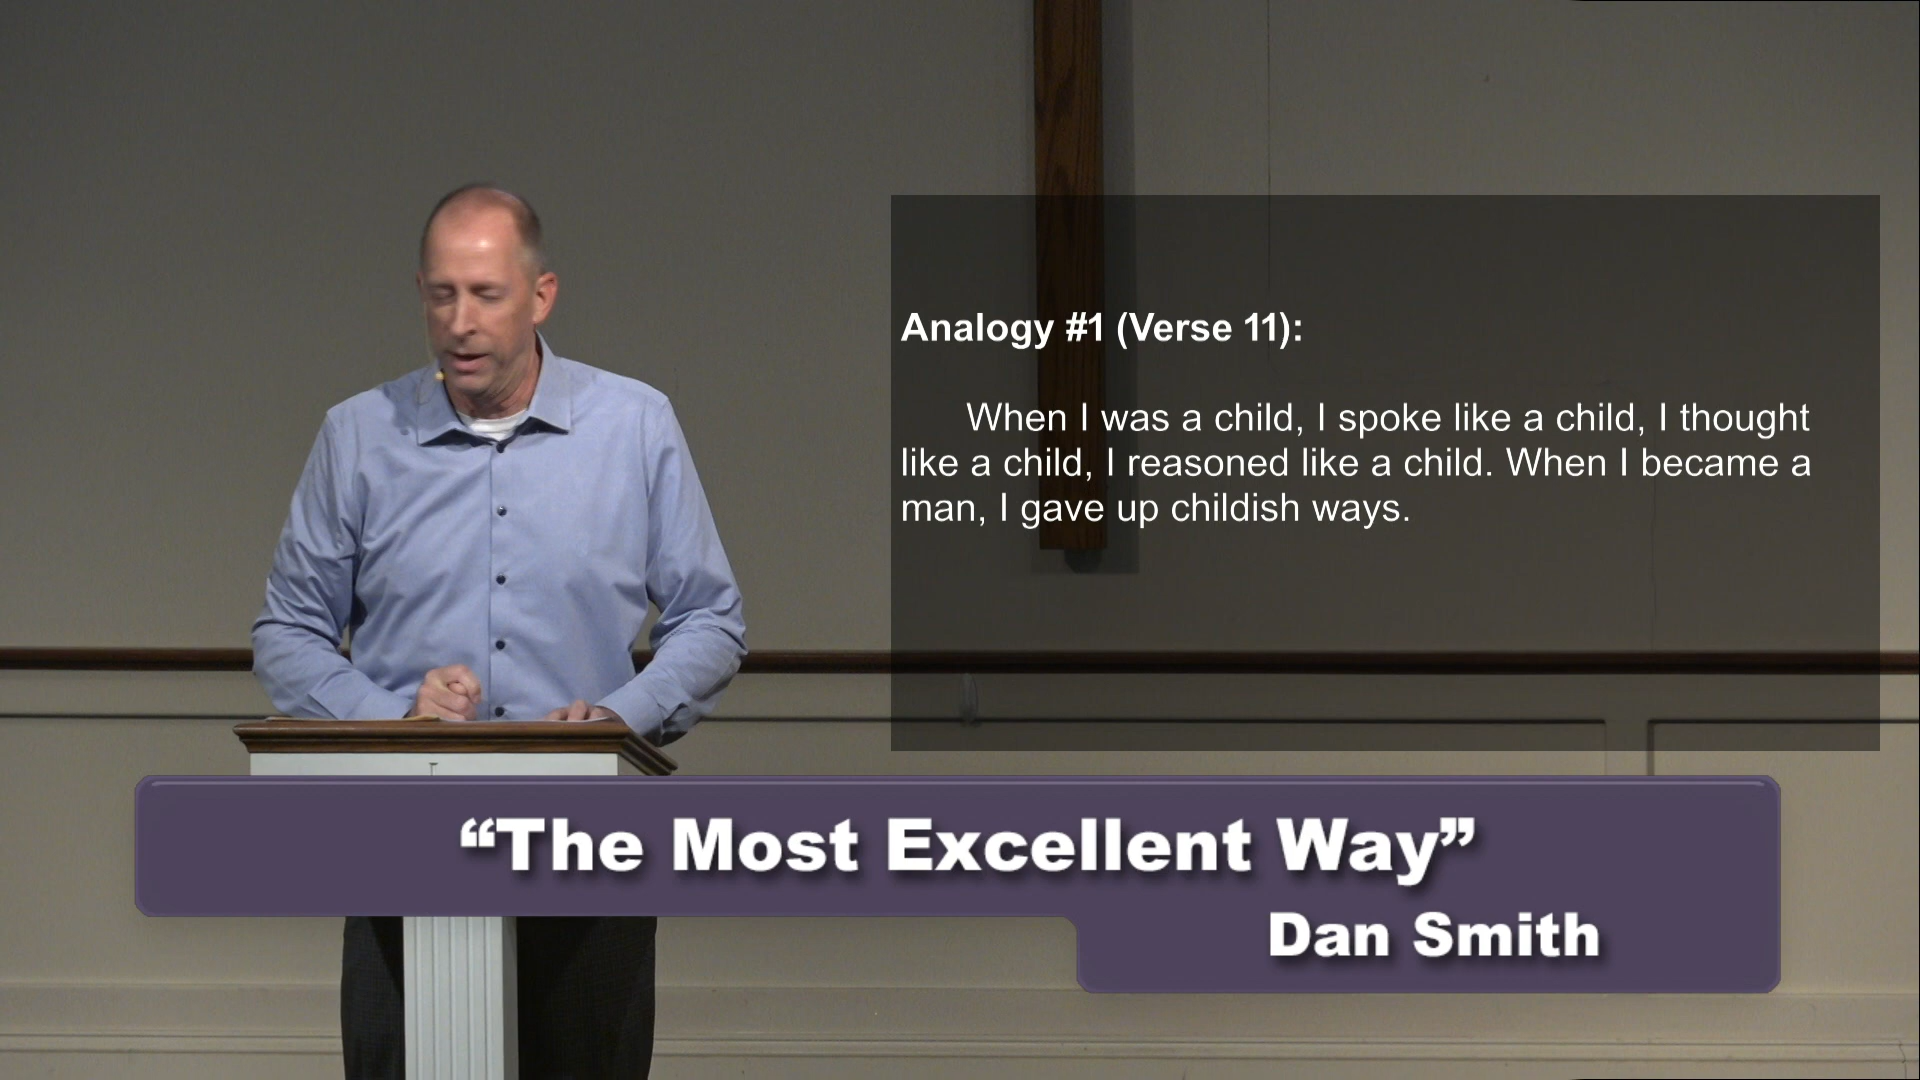 Analogy #1 (Verse 11):
When I was a child, I spoke like a child, I thought
like a child, I reasoned like a child. When I became a
man, I gave up childish ways.
“The Most Excellent Way”
Dan Smith